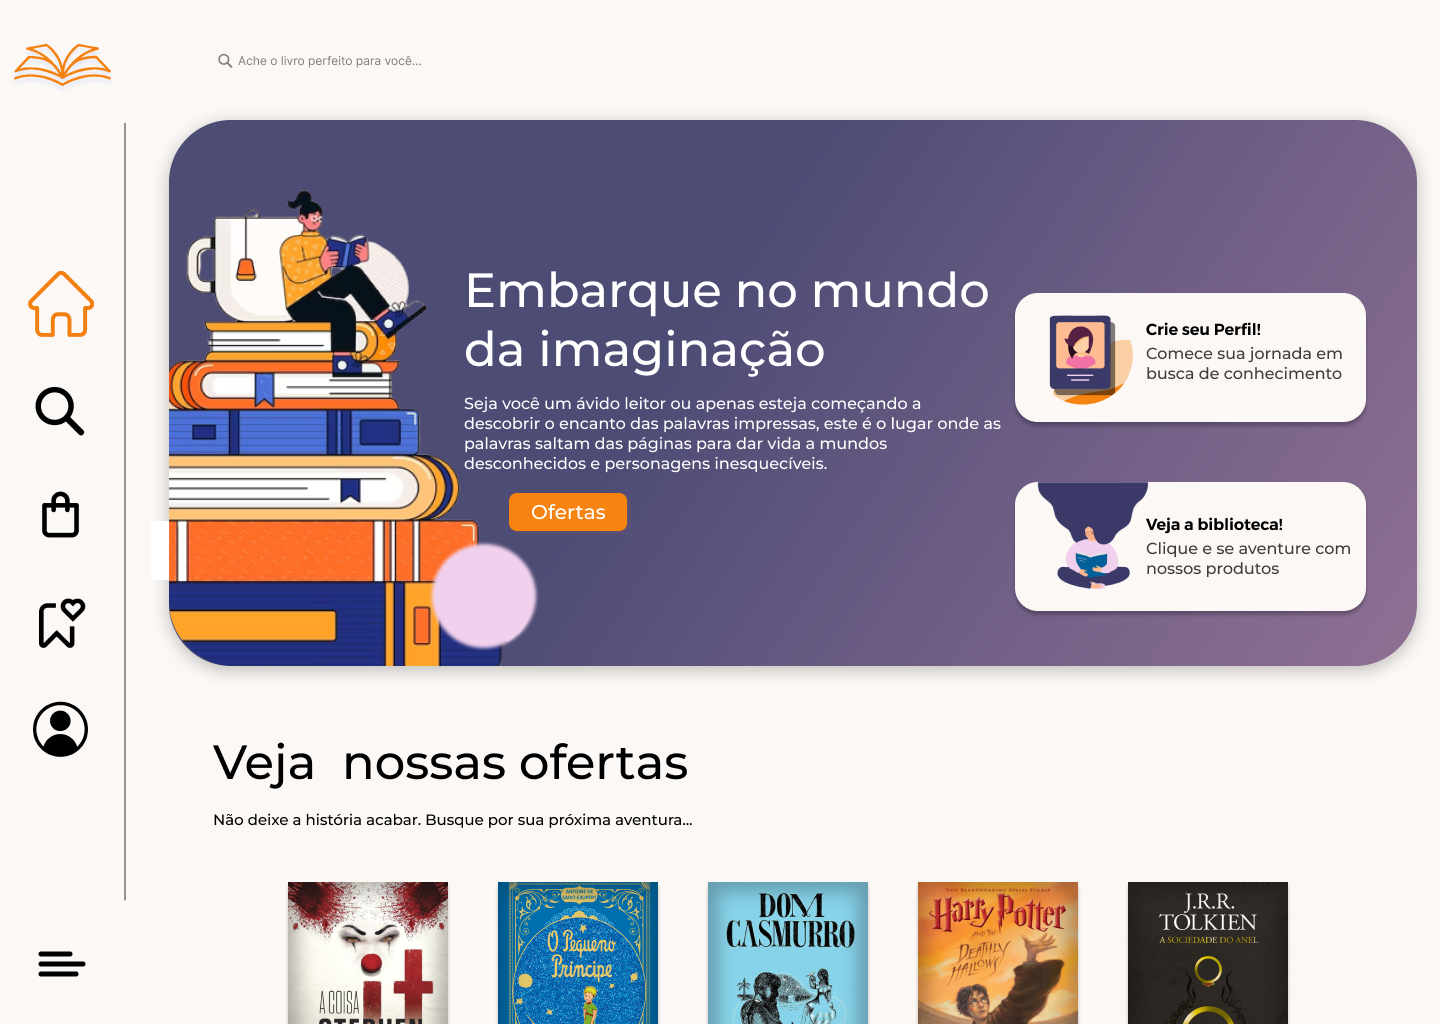 Ache o livro perfeito para você...
Embarque no mundo
da imaginação
Seja você um ávido leitor ou apenas esteja começando a
descobrir o encanto das palavras impressas, este é o lugar onde as
palavras saltam das páginas para dar vida a mundos
desconhecidos e personagens inesquecíveis.
Ofertas
Crie seu Perfil!
Comece sua jornada em
busca de conhecimento
Veja a biblioteca!
Clique e se aventure com
nossos produtos
Veja nossas ofertas
Não deixe a história acabar. Busque por sua próxima aventura...
A COISA
it
STEPHEN
ANTOINE DE
SAINT-EXUPÉRY
O Pequeno
Príncipe
DOM
CASMURRO
THE BREATHTAKING SERIES FINALE
Harry Potter
AND THE
DEATHLY
HALLOWS
J.R.R.
TOLKIEN
A SOCIEDADE DO ANEL